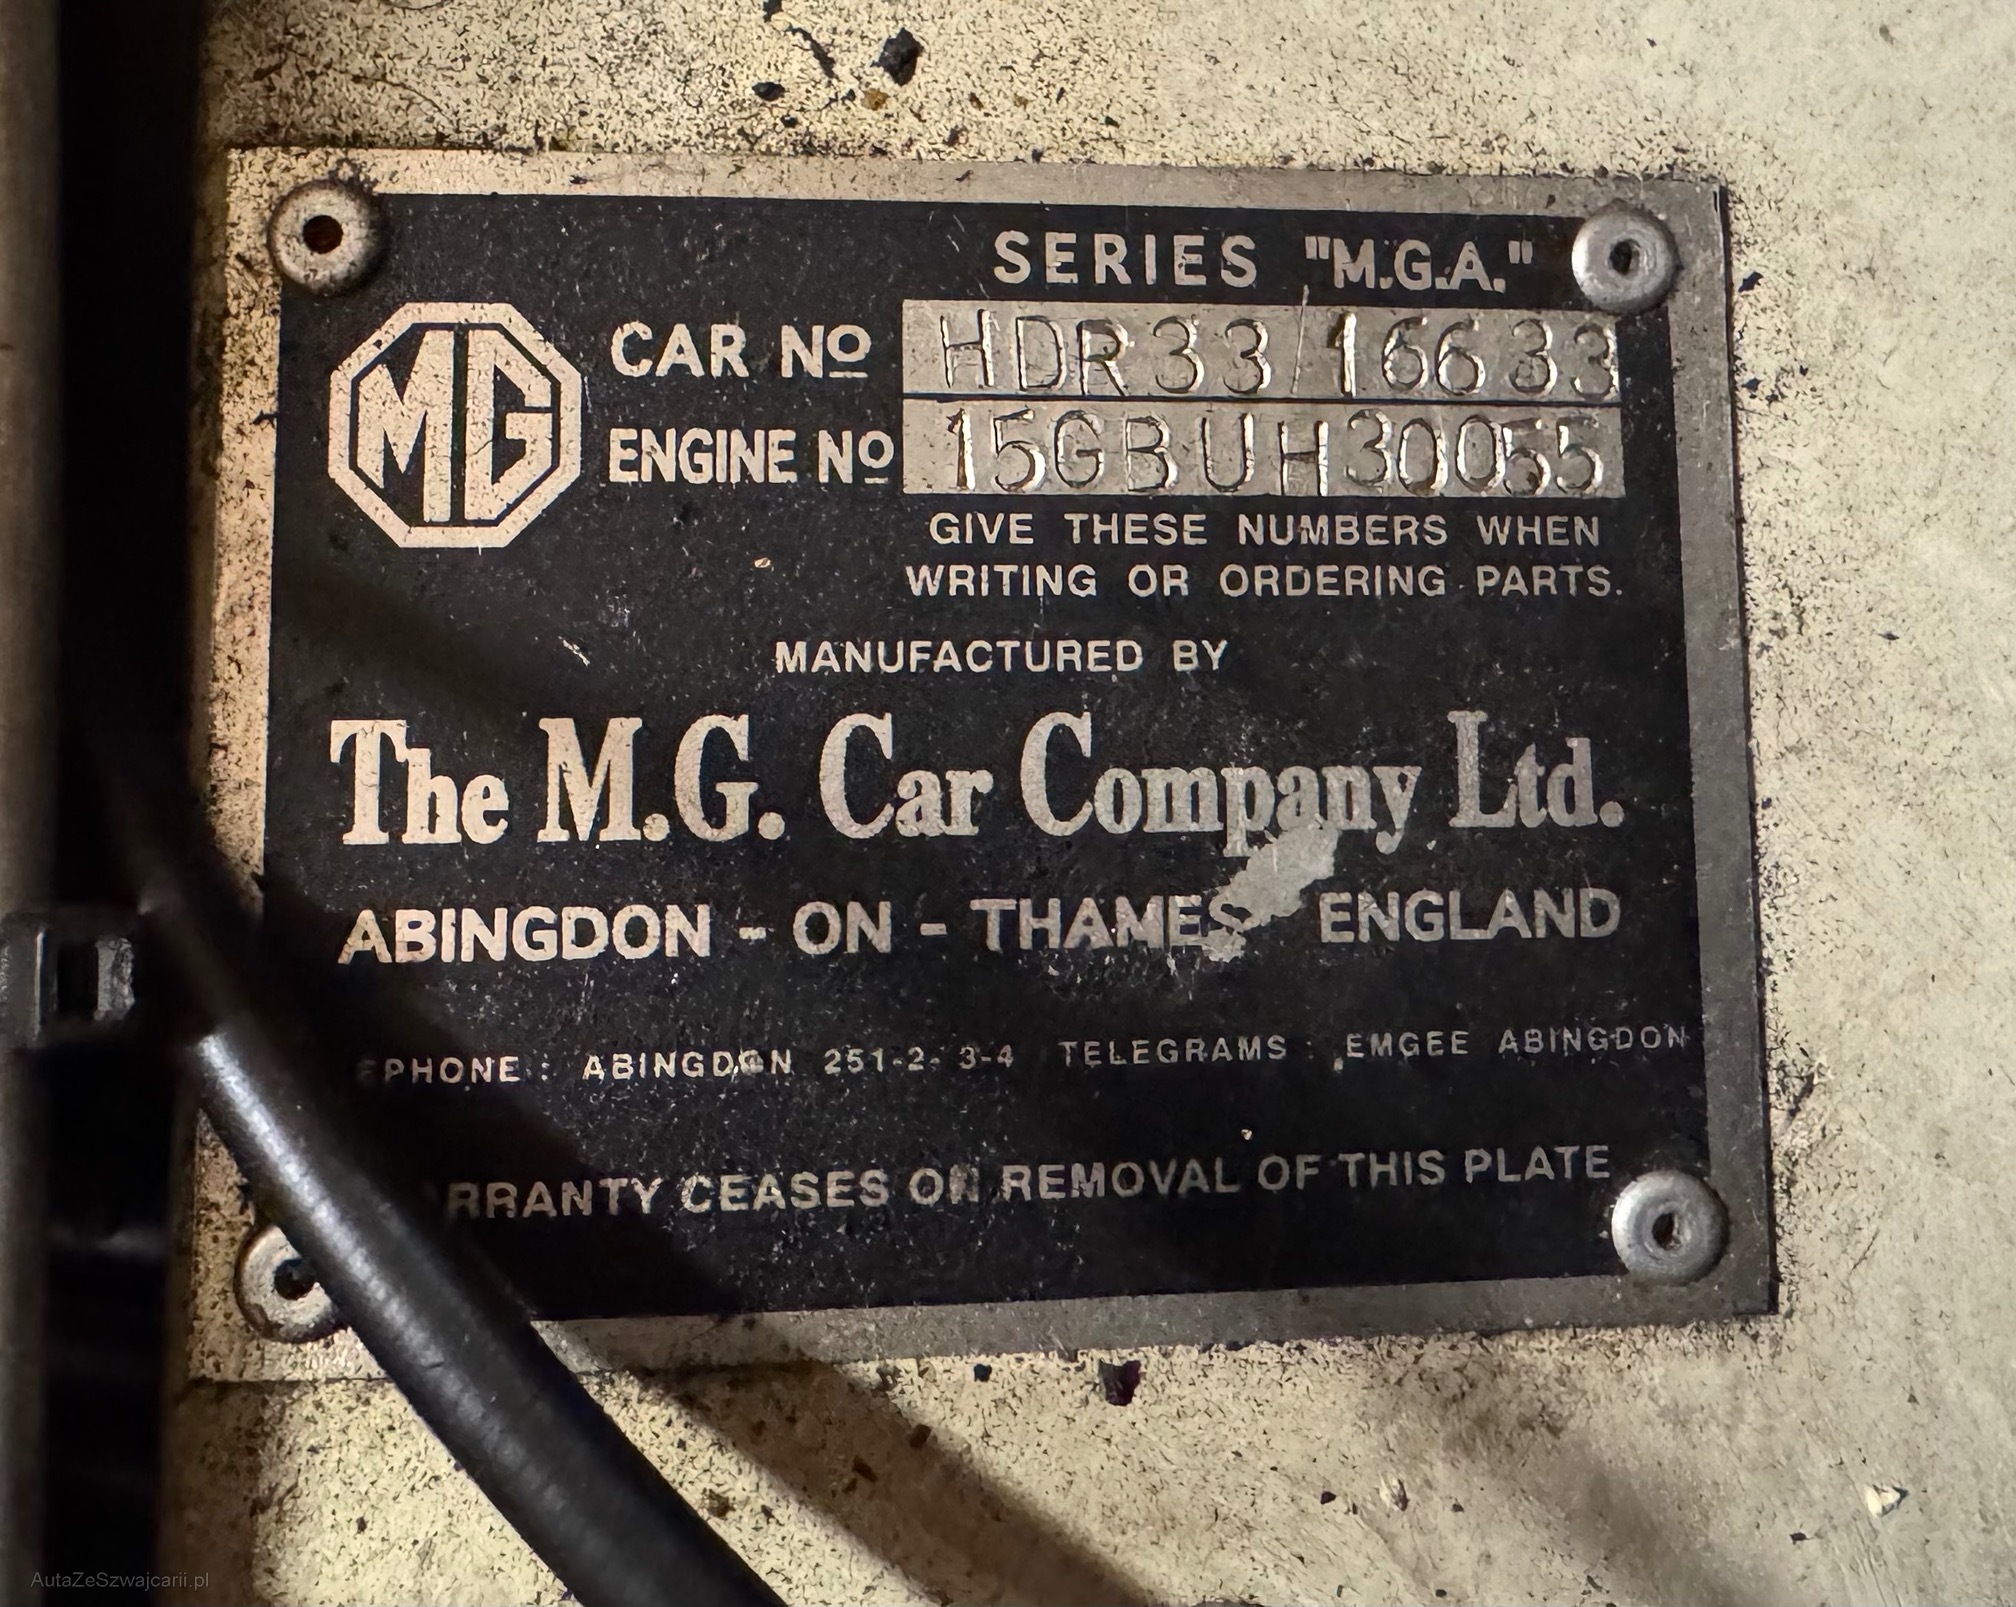 SERIES "M.G.A."
MG
CAR No HDR33/16633
ENGINE No 15GBUH30055
GIVE THESE NUMBERS WHEN
WRITING OR ORDERING PARTS.
MANUFACTURED BY
The M.G. Car Company Ltd.
ABINGDON - ON - THAMES ENGLAND
EPHONE : ABINGDON 251-2-3-4 TELEGRAMS : EMGEE ABINGDON
RRANTY CEASES ON REMOVAL OF THIS PLATE
AutaZeSzwajcarii.pl